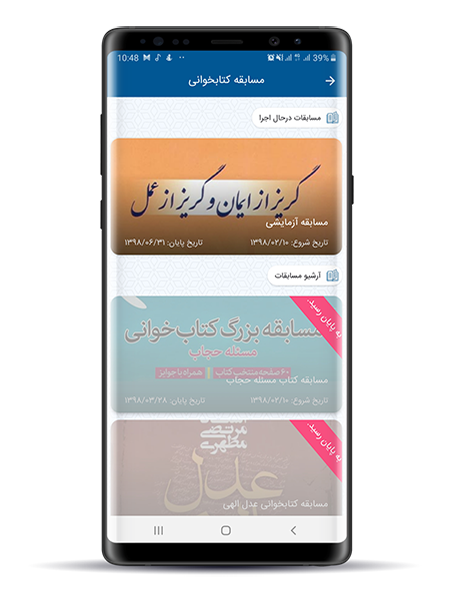 10:48
39%
مسابقه کتابخوانی
مسابقات درحال اجرا
گریز از ایمان و گریز از عمل
مسابقه آزمایشی
تاریخ شروع: ۱۳۹۸/۰۲/۱۰
تاریخ پایان: ۱۳۹۸/۰۶/۳۱
آرشیو مسابقات
به پایان رسید.
مسابقه بزرگ کتاب‌خوانی
مسئله حجاب
۶۰ صفحه منتخب کتاب
همراه با جوایز
مسابقه کتاب مسئله حجاب
تاریخ شروع: ۱۳۹۸/۰۲/۱۰
تاریخ پایان: ۱۳۹۸/۰۳/۲۸
به پایان رسید.
مرتضی
مطهری
عدل
مسابقه کتابخوانی عدل الهی